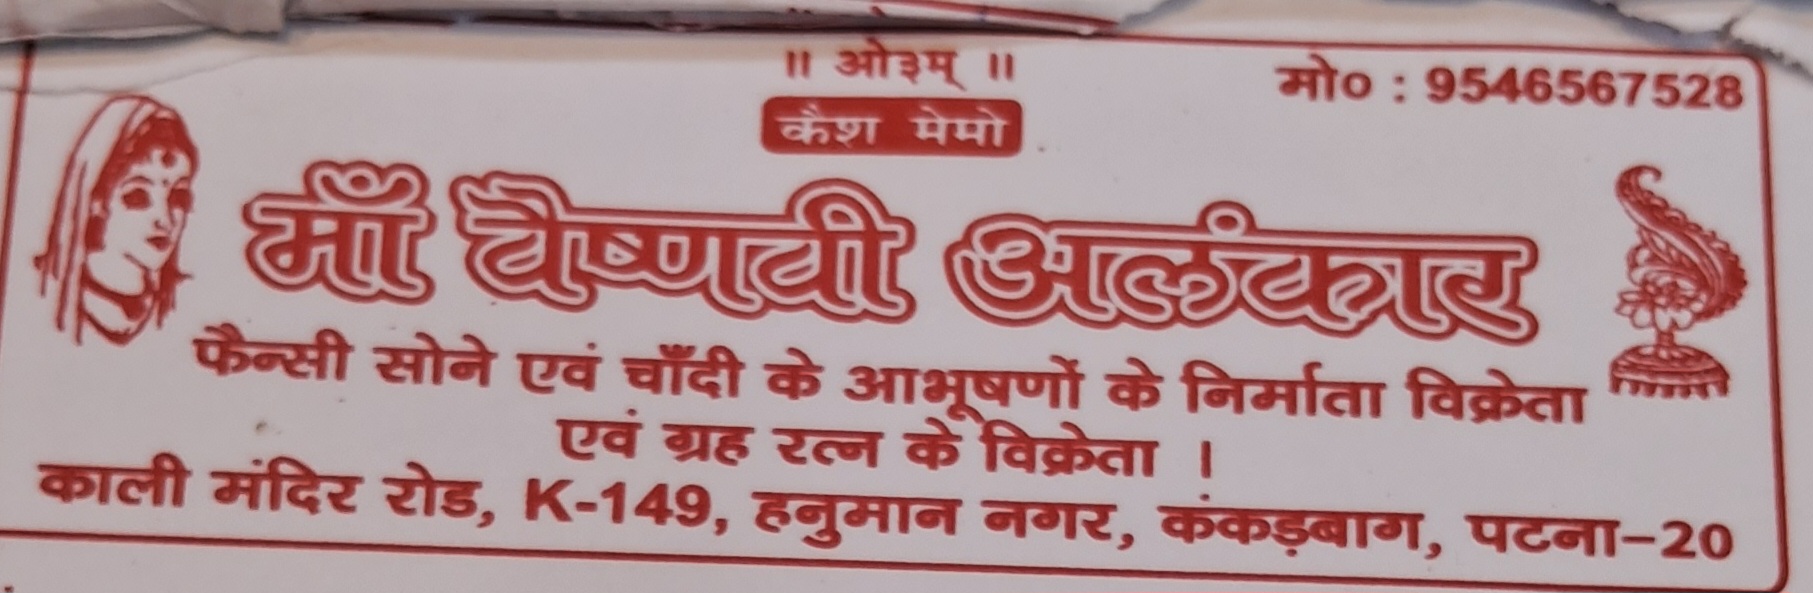 ॥ ओ३म् ॥
मो० : 9546567528
कैश मेमो
माँ वैष्णवी अलंकार
फैन्सी सोने एवं चाँदी के आभूषणों के निर्माता विक्रेता
एवं ग्रह रत्न के विक्रेता ।
काली मंदिर रोड, K-149, हनुमान नगर, कंकड़बाग, पटना-20